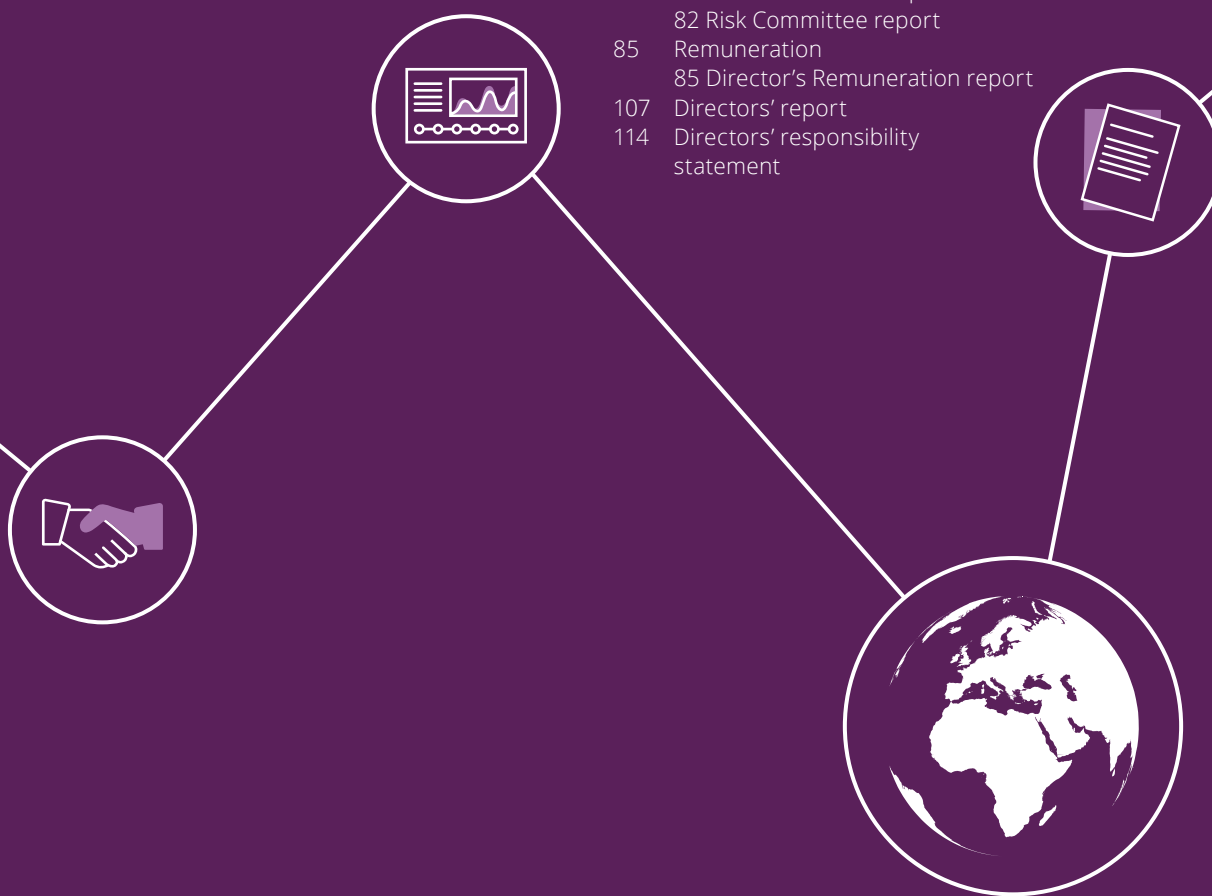 82 Risk Committee report
85 Remuneration
85 Director’s Remuneration report
107 Directors’ report
114 Directors’ responsibility
statement